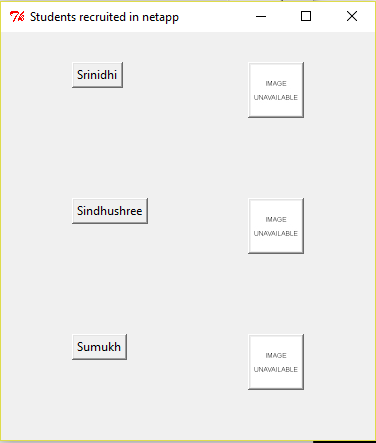 Students recruited in netapp
Srinidhi
IMAGE
UNAVAILABLE
Sindhushree
IMAGE
UNAVAILABLE
Sumukh
IMAGE
UNAVAILABLE